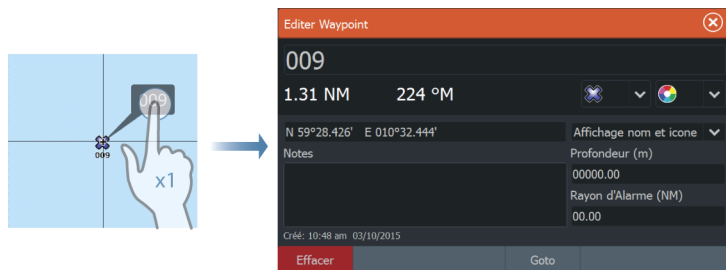 009
009
x1
Editer Waypoint
009
1.31 NM 224 °M
N 59°28.426' E 010°32.444' Affichage nom et icone
Notes Profondeur (m)
00000.00
Rayon d'Alarme (NM)
00.00
Créé: 10:48 am 03/10/2015
Effacer Goto